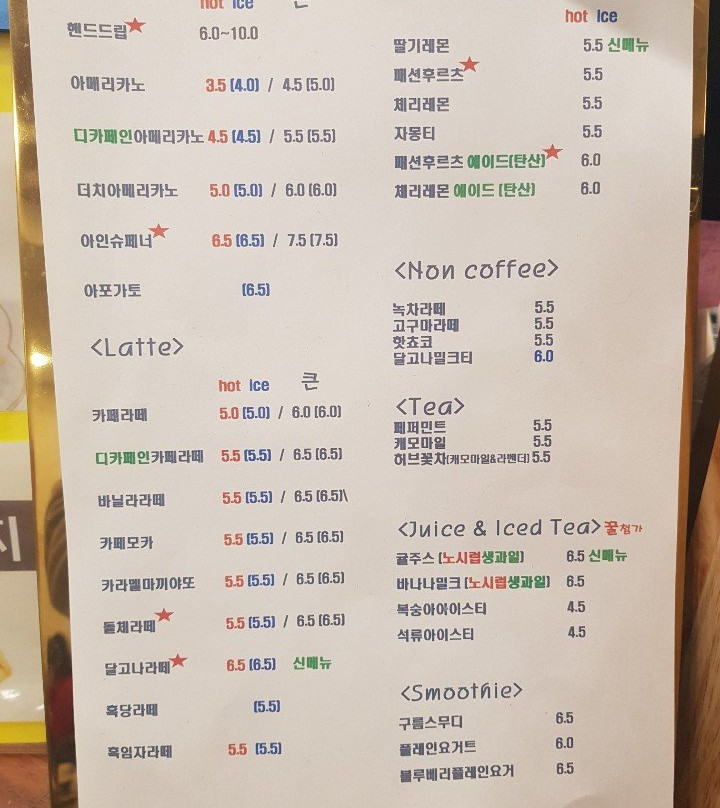 hot ice 큰
핸드드립 6.0~10.0
아메리카노 3.5 (4.0) / 4.5 (5.0)
디카페인아메리카노 4.5 (4.5) / 5.5 (5.5)
더치아메리카노 5.0 (5.0) / 6.0 (6.0)
아인슈페너 6.5 (6.5) / 7.5 (7.5)
아포가토 (6.5)
<Latte>
hot ice 큰
카페라떼 5.0 (5.0) / 6.0 (6.0)
디카페인카페라떼 5.5 (5.5) / 6.5 (6.5)
바닐라라떼 5.5 (5.5) / 6.5 (6.5)\
카페모카 5.5 (5.5) / 6.5 (6.5)
카라멜마끼야또 5.5 (5.5) / 6.5 (6.5)
돌체라떼 5.5 (5.5) / 6.5 (6.5)
달고나라떼 6.5 (6.5) 신메뉴
흑당라떼 (5.5)
흑임자라떼 5.5 (5.5)
hot ice
딸기레몬 5.5 신메뉴
패션후르츠 5.5
체리레몬 5.5
자몽티 5.5
패션후르츠 에이드(탄산) 6.0
체리레몬 에이드 (탄산) 6.0
<Non coffee>
녹차라떼 5.5
고구마라떼 5.5
핫쵸코 5.5
달고나밀크티 6.0
<Tea>
페퍼민트 5.5
캐모마일 5.5
허브꽃차(캐모마일&라벤더) 5.5
<Juice & Iced Tea> 꿀첨가
귤주스 (노시럽생과일) 6.5 신메뉴
바나나밀크 (노시럽생과일) 6.5
복숭아아이스티 4.5
석류아이스티 4.5
<Smoothie>
구름스무디 6.5
플레인요거트 6.0
블루베리플레인요거 6.5
지